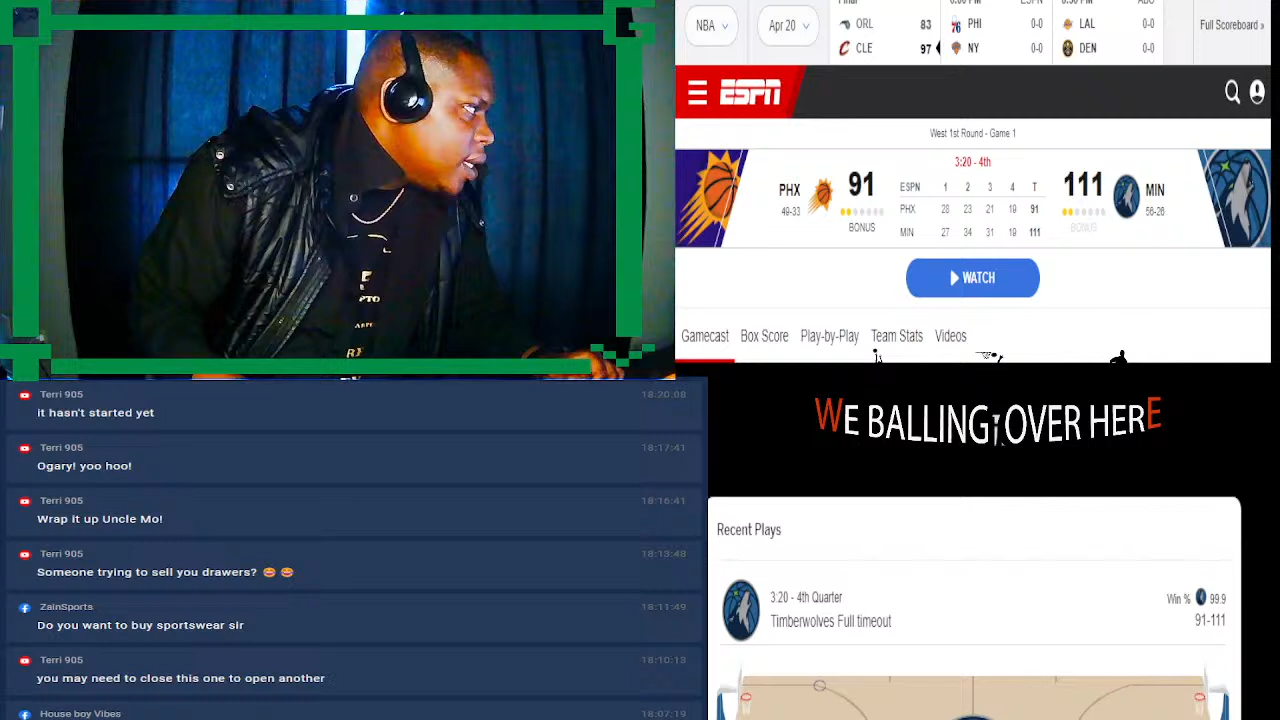 NBA
Apr 20
ORL 83
CLE 97
ESPN
PHI 0-0
NY 0-0
LAL 0-0
DEN 0-0
Full Scoreboard »
ESPN
West 1st Round - Game 1
PHX
49-33
91
BONUS
3:20 - 4th
ESPN 1 2 3 4 T
PHX 28 23 21 19 91
MIN 27 34 31 19 111
111
BONUS
MIN
56-26
WATCH
Gamecast Box Score Play-by-Play Team Stats Videos
WE BALLING OVER HERE
Recent Plays
3:20 - 4th Quarter
Timberwolves Full timeout
Win % 99.9
91-111
Terri 905 18:20:08
it hasn't started yet
Terri 905 18:17:41
Ogary! yoo hoo!
Terri 905 18:16:41
Wrap it up Uncle Mo!
Terri 905 18:13:48
Someone trying to sell you drawers?
ZainSports 18:11:49
Do you want to buy sportswear sir
Terri 905 18:10:13
you may need to close this one to open another
House boy Vibes 18:07:19